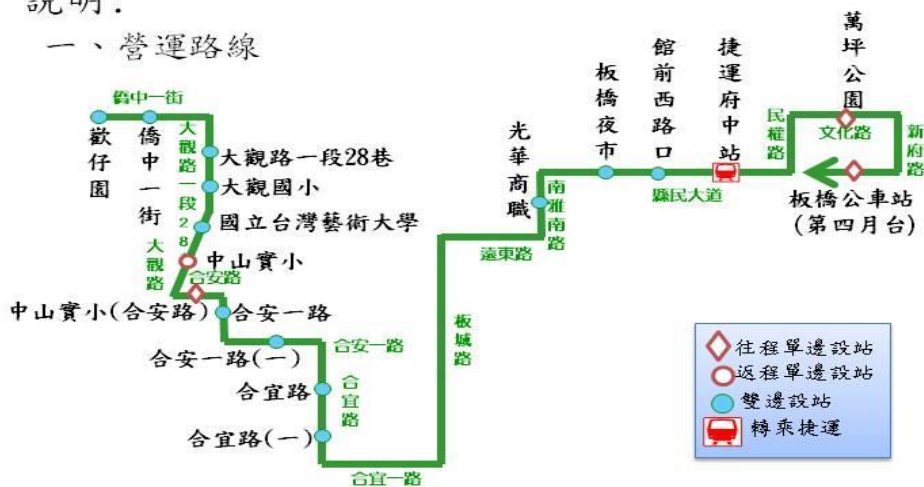 說明：
一、營運路線
萬坪公園
捷運府中站
館前西路口
板橋夜市
光華商職
民權路
文化路
新府路
縣民大道
板橋公車站
(第四月台)
南雅南路
遠東路
板城路
僑中一街
歡仔園
僑中一街
大觀路一段28
大觀路一段28巷
大觀國小
國立台灣藝術大學
大觀路
中山實小
合安路
中山實小(合安路)
合安一路
合安一路(一)
合安一路
合宜路
合宜路
合宜路(一)
合宜一路
往程單邊設站
返程單邊設站
雙邊設站
轉乘捷運